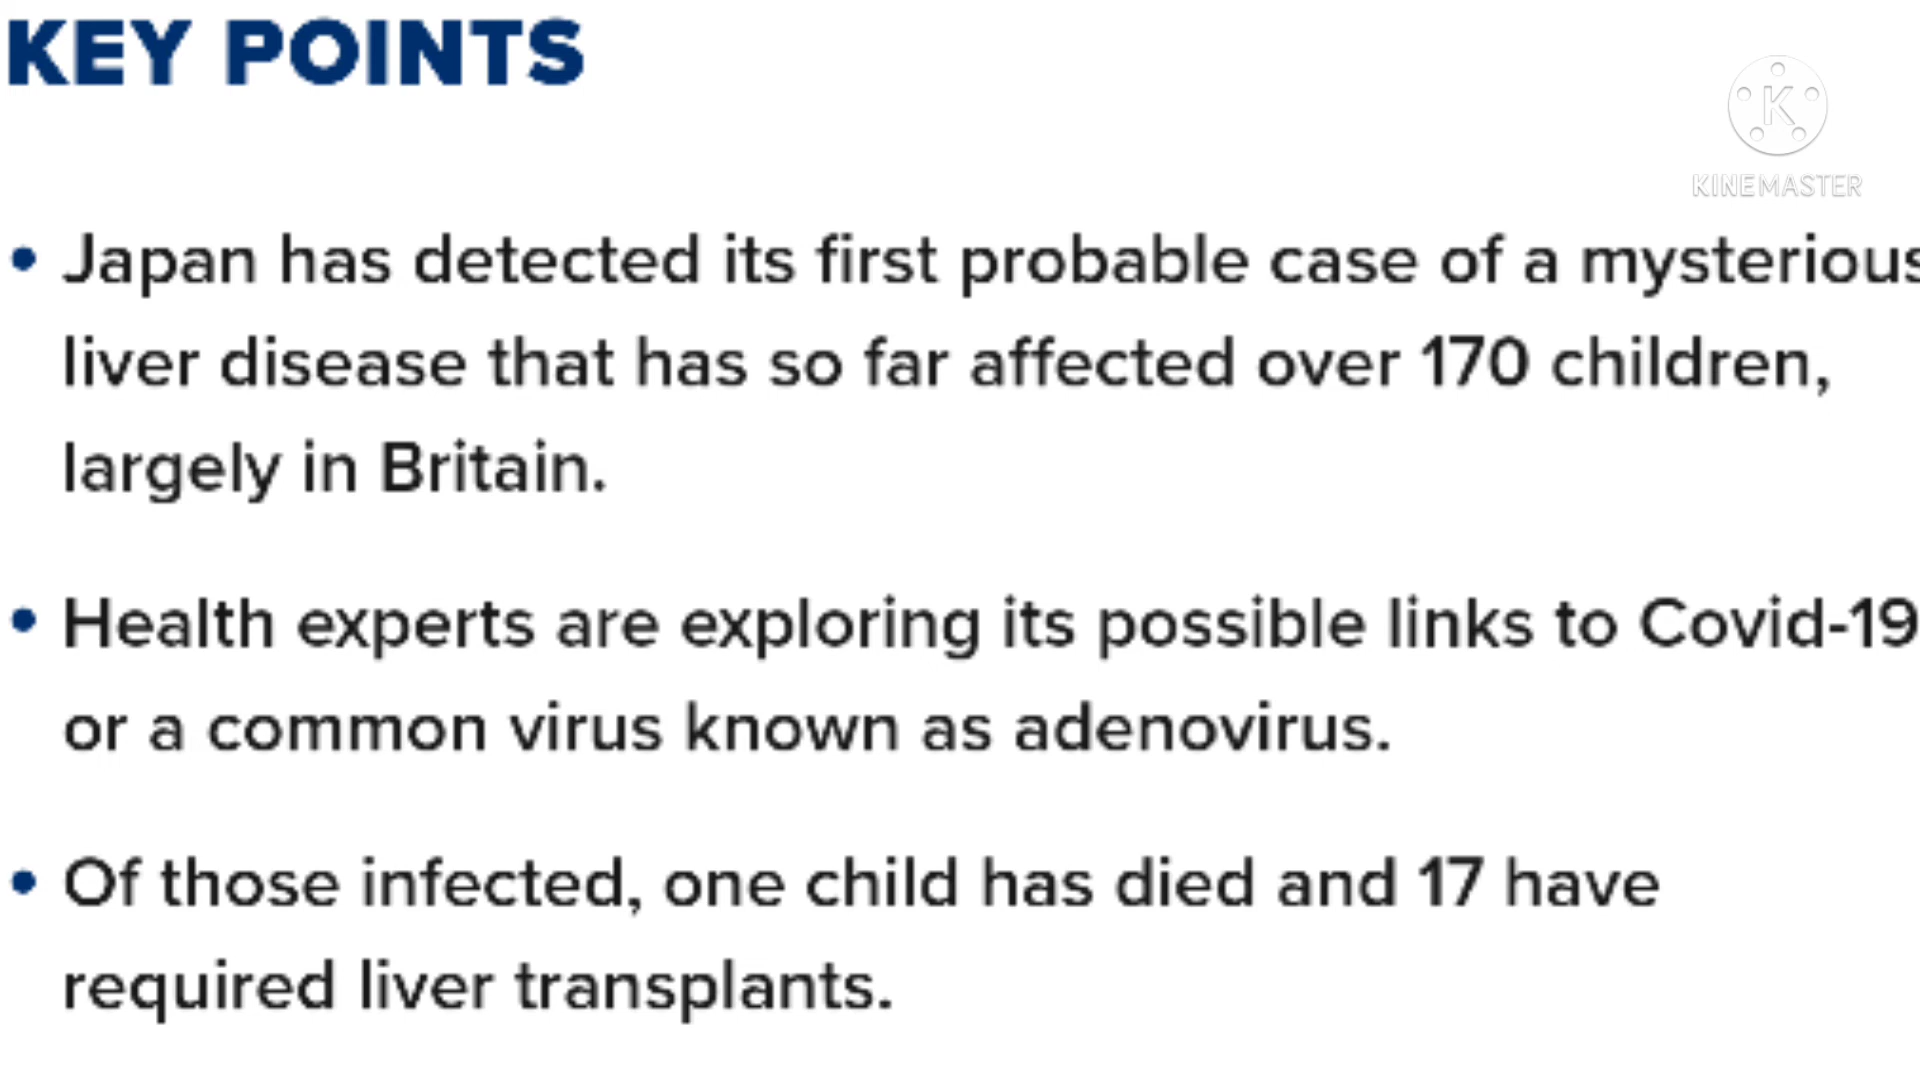 KEY POINTS
K
KINEMASTER
• Japan has detected its first probable case of a mysterious
liver disease that has so far affected over 170 children,
largely in Britain.
• Health experts are exploring its possible links to Covid-19
or a common virus known as adenovirus.
• Of those infected, one child has died and 17 have
required liver transplants.